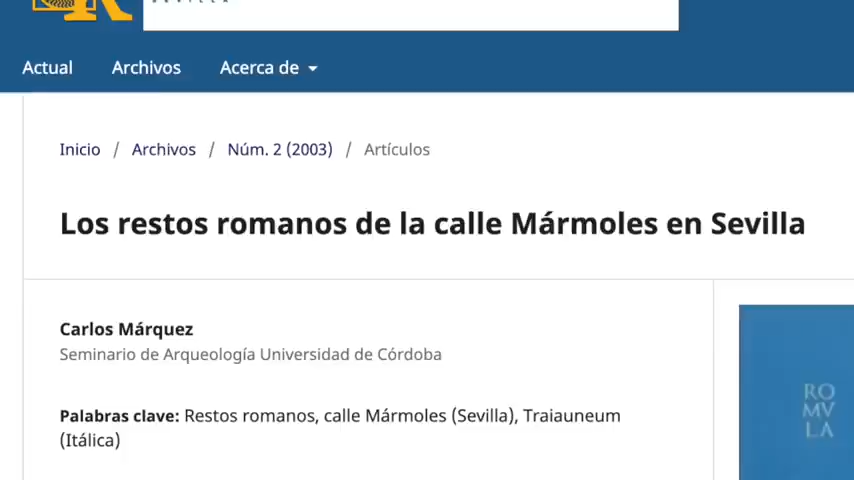 Actual Archivos Acerca de
Inicio / Archivos / Núm. 2 (2003) / Artículos
Los restos romanos de la calle Mármoles en Sevilla
Carlos Márquez
Seminario de Arqueología Universidad de Córdoba
Palabras clave: Restos romanos, calle Mármoles (Sevilla), Traiauneum
(Itálica)
RO
MV
LA